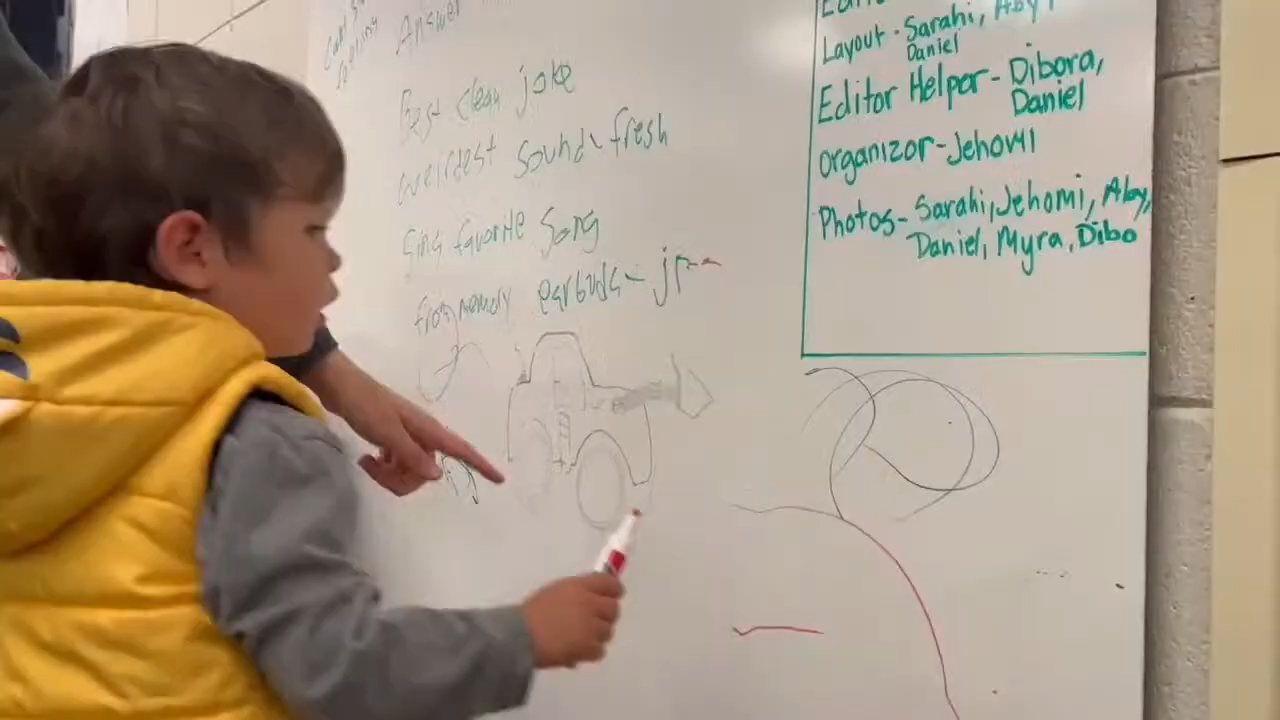 Answer
Best clean joke
weirdest sound - fresh
sing favorite song
from memory earbuds -
Layout - Sarahi, Aby,
Daniel
Editor Helper - Dibora,
Daniel
organizor - Jehovil
Photos - Sarahi, Jehomi, Aby,
Daniel, Myra, Dibo